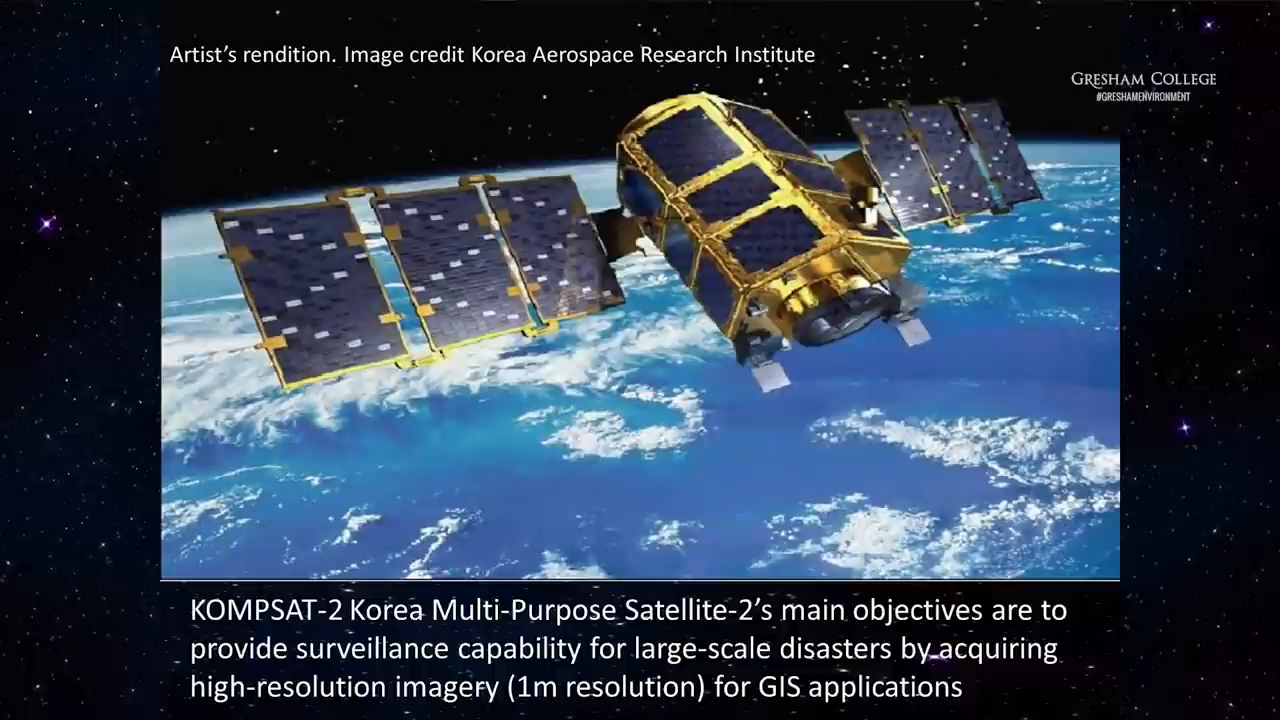 Artist’s rendition. Image credit Korea Aerospace Research Institute
GRESHAM COLLEGE
#GRESHAMENVIRONMENT
KOMPSAT-2 Korea Multi-Purpose Satellite-2’s main objectives are to
provide surveillance capability for large-scale disasters by acquiring
high-resolution imagery (1m resolution) for GIS applications